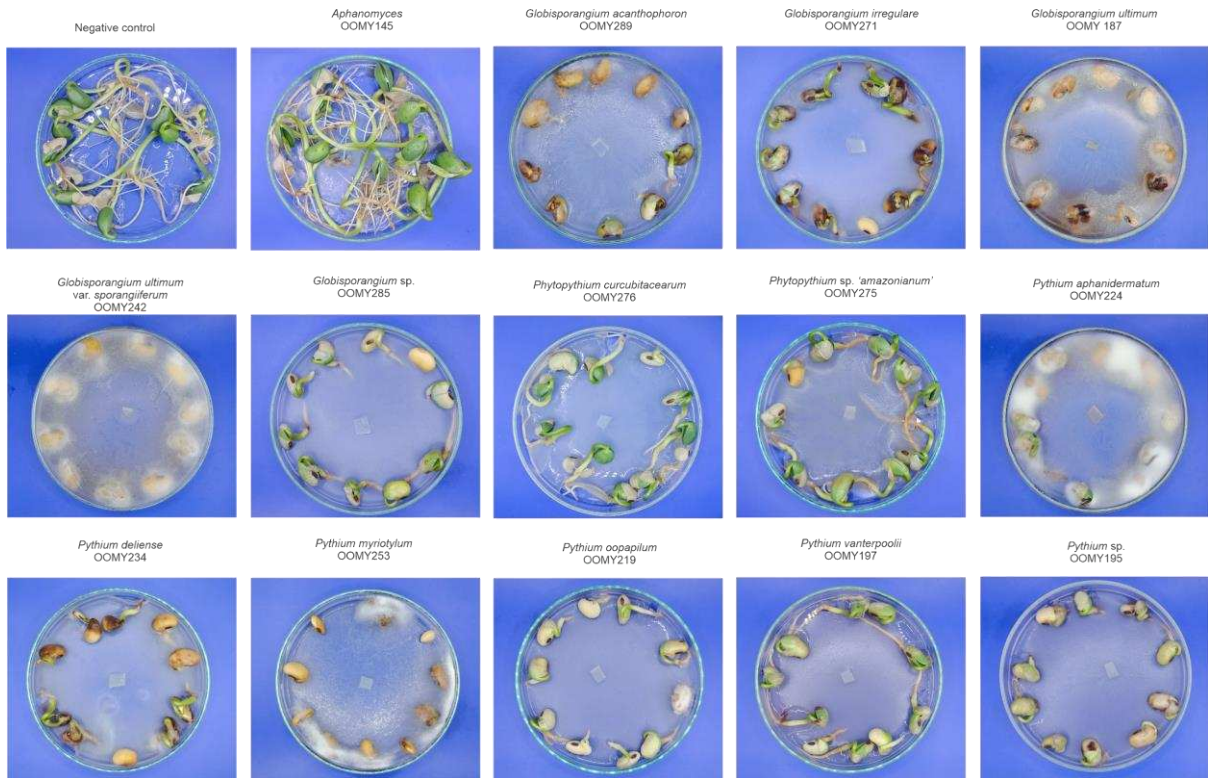 Negative control
Aphanomyces
OOMY145
Globisporangium acanthophoron
OOMY289
Globisporangium irregulare
OOMY271
Globisporangium ultimum
OOMY 187
Globisporangium ultimum
var. sporangiiferum
OOMY242
Globisporangium sp.
OOMY285
Phytopythium curcubitacearum
OOMY276
Phytopythium sp. ‘amazonianum’
OOMY275
Pythium aphanidermatum
OOMY224
Pythium deliense
OOMY234
Pythium myriotylum
OOMY253
Pythium oopapilum
OOMY219
Pythium vanterpoolii
OOMY197
Pythium sp.
OOMY195